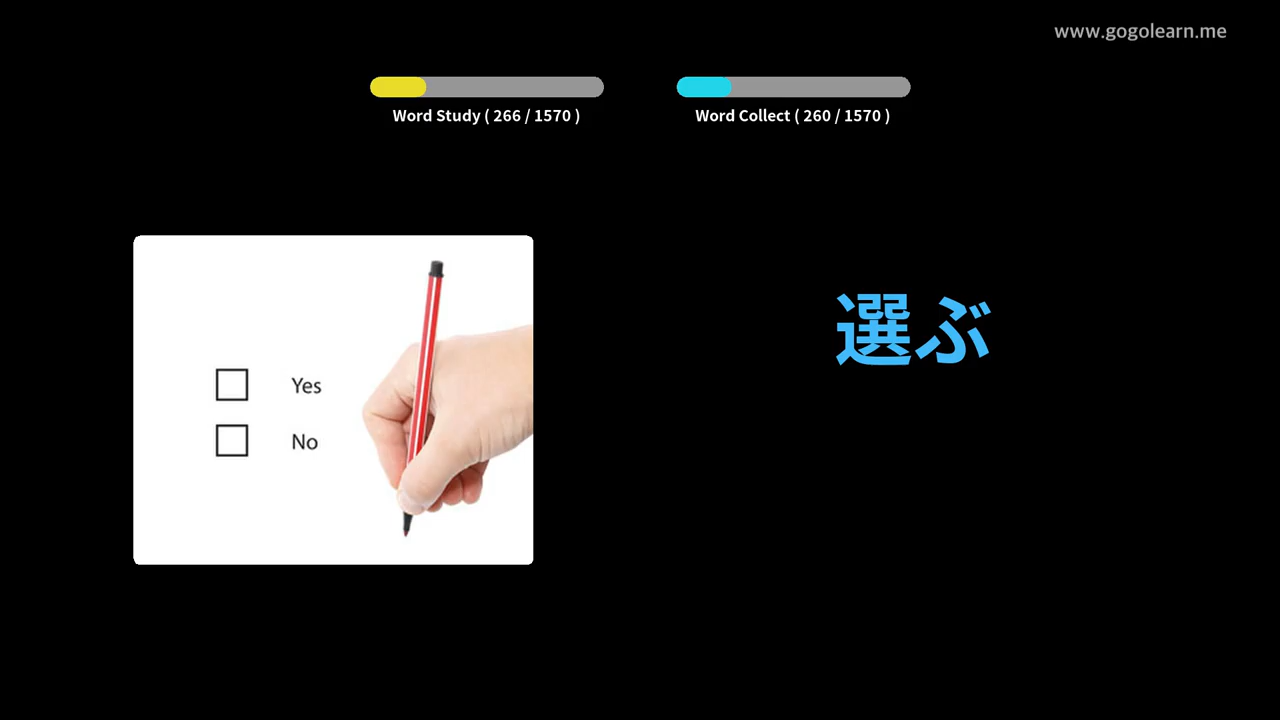 www.gogolearn.me
Word Study ( 266 / 1570 )
Word Collect ( 260 / 1570 )
Yes
No
選ぶ